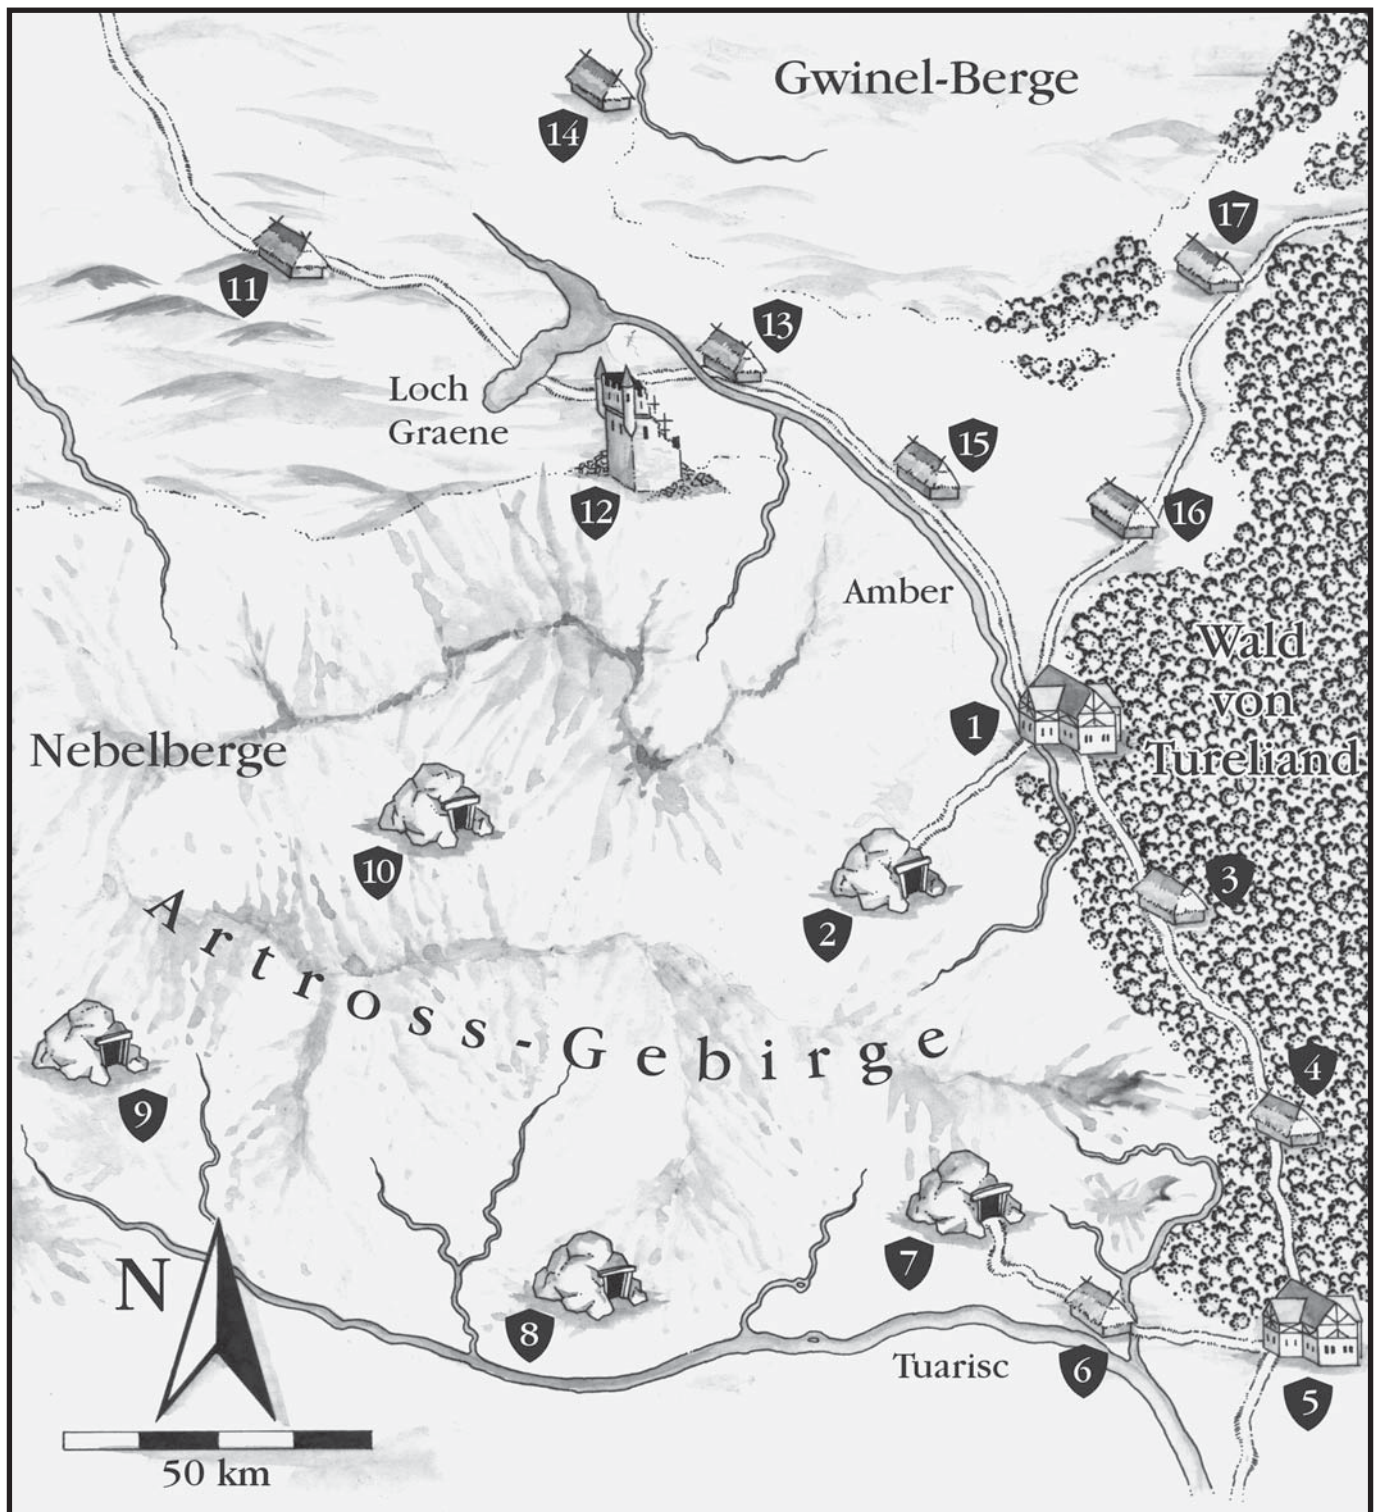 Gwinel-Berge
14
17
11
13
Loch
Graene
15
12
16
Amber
Wald
von
Tureliand
1
Nebelberge
10
3
2
Artross-Gebirge
4
9
7
N
8
Tuarisc
6
5
50 km